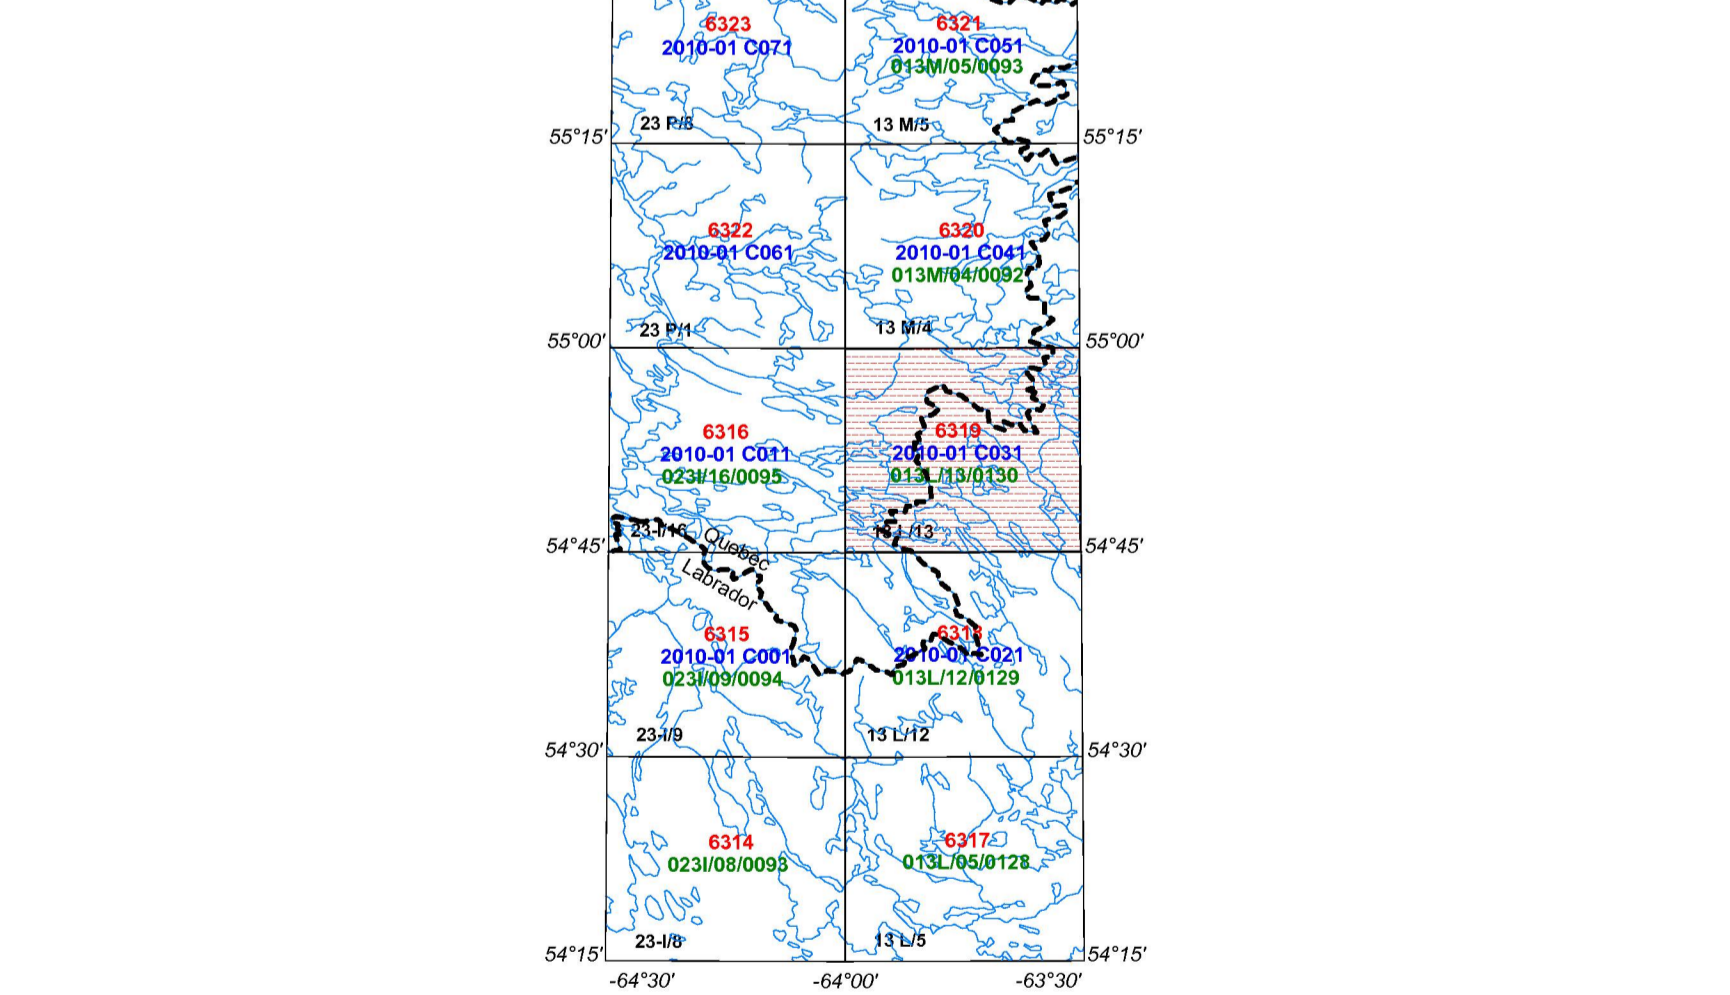 6323
2010-01 C071
6321
2010-01 C051
013M/05/0093
23 P/8
13 M/5
55°15'
55°15'
6322
2010-01 C061
6320
2010-01 C041
013M/04/0092
23 P/1
13 M/4
55°00'
55°00'
6316
2010-01 C011
023I/16/0095
6319
2010-01 C031
013L/13/0130
23-I/16
13 L/13
Quebec
54°45'
54°45'
Labrador
6315
2010-01 C001
023I/09/0094
6318
2010-01 C021
013L/12/0129
23-I/9
13 L/12
54°30'
54°30'
6314
023I/08/0093
6317
013L/05/0128
23-I/8
13 L/5
54°15'
54°15'
-64°30'
-64°00'
-63°30'